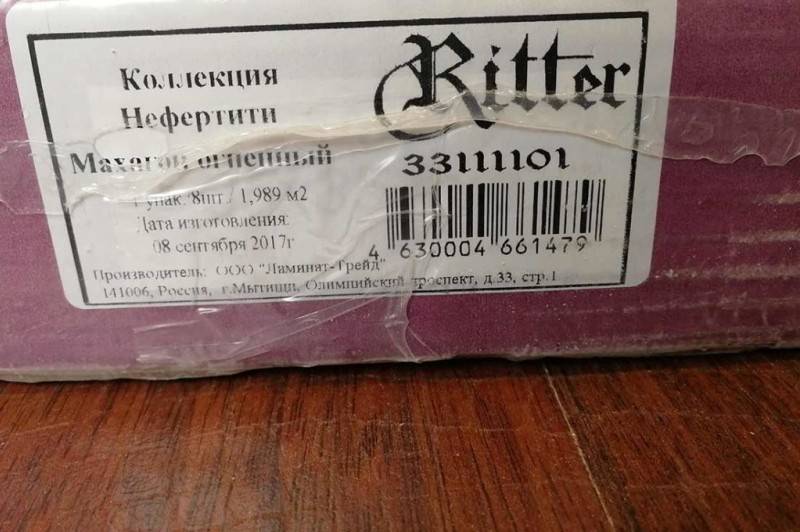 Коллекция
Нефертити
Махагон огненный
Ritter
33111101
1 упак./8шт./ 1,989 м2
Дата изготовления:
08 сентября 2017г
4 630004 661479
Производитель: ООО "Ламинат-Трейд"
141006, Россия, г.Мытищи, Олимпийский проспект, д.33, стр.1